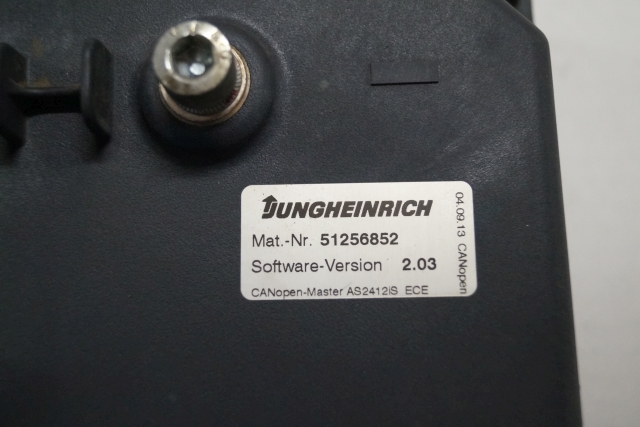 JUNGHEINRICH
Mat.-Nr. 51256852
Software-Version 2.03
CANopen-Master AS2412iS ECE
04.09.13 CANopen